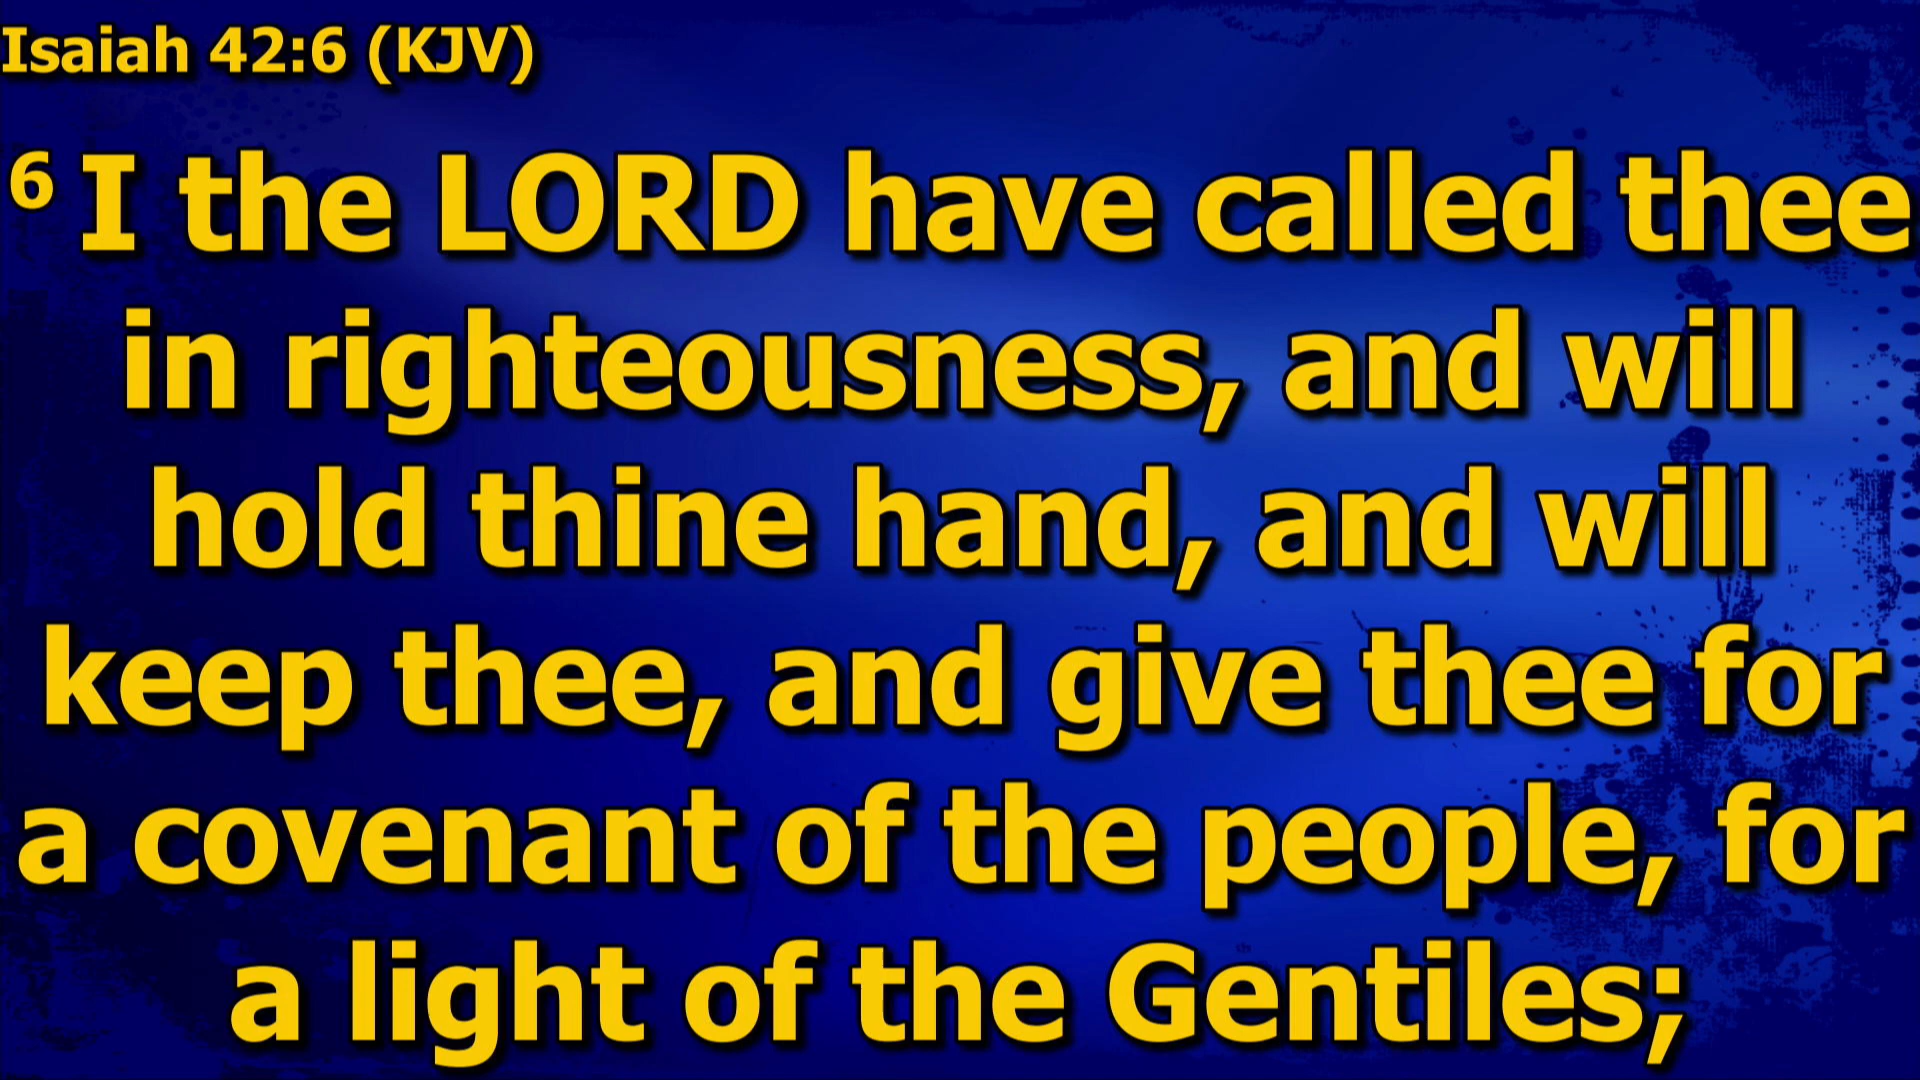 Isaiah 42:6 (KJV)
6 I the LORD have called thee
in righteousness, and will
hold thine hand, and will
keep thee, and give thee for
a covenant of the people, for
a light of the Gentiles;